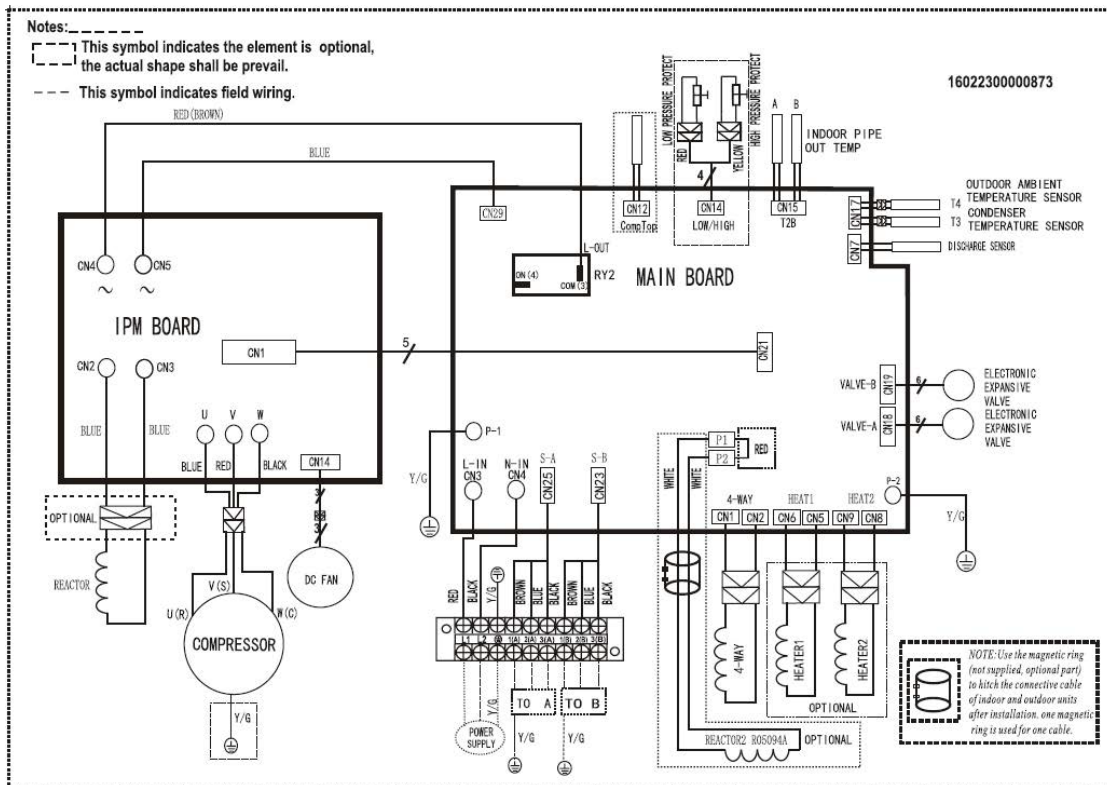 Notes:
This symbol indicates the element is optional,
the actual shape shall be prevail.
This symbol indicates field wiring.
16022300000873
RED(BROWN)
BLUE
LOW PRESSURE PROTECT
HIGH PRESSURE PROTECT
RED
YELLOW
4
A B
INDOOR PIPE
OUT TEMP
CN12
CompTop
CN14
LOW/HIGH
CN15
T2B
CN17
T4
OUTDOOR AMBIENT
TEMPERATURE SENSOR
T3
CONDENSER
TEMPERATURE SENSOR
CN7
DISCHARGE SENSOR
CN29
L-OUT
ON(4)
COM(3)
RY2
MAIN BOARD
CN4
CN5
IPM BOARD
CN1
5
CN21
CN2
CN3
U V W
BLUE
BLUE
BLUE
RED
BLACK
CN14
3
3
DC FAN
OPTIONAL
REACTOR
V(S)
U(R)
W(C)
COMPRESSOR
Y/G
VALVE-B
CN19
6
ELECTRONIC
EXPANSIVE
VALVE
VALVE-A
CN18
6
ELECTRONIC
EXPANSIVE
VALVE
P-1
Y/G
L-IN
CN3
N-IN
CN4
S-A
CN25
S-B
CN23
P1
P2
RED
WHITE
WHITE
P-2
Y/G
4-WAY
CN1 CN2
HEAT1
CN6 CN5
HEAT2
CN9 CN8
RED
BLACK
Y/G
BROWN
BLUE
BLACK
BROWN
BLUE
BLACK
L1 L2 1(A) 2(A) 3(A) 1(B) 2(B) 3(B)
Y/G
POWER
SUPPLY
TO A
TO B
Y/G
Y/G
4-WAY
HEATER1
HEATER2
OPTIONAL
REACTOR2 R05094A
OPTIONAL
NOTE:Use the magnetic ring
(not supplied, optional part)
to hitch the connective cable
of indoor and outdoor units
after installation. one magnetic
ring is used for one cable.